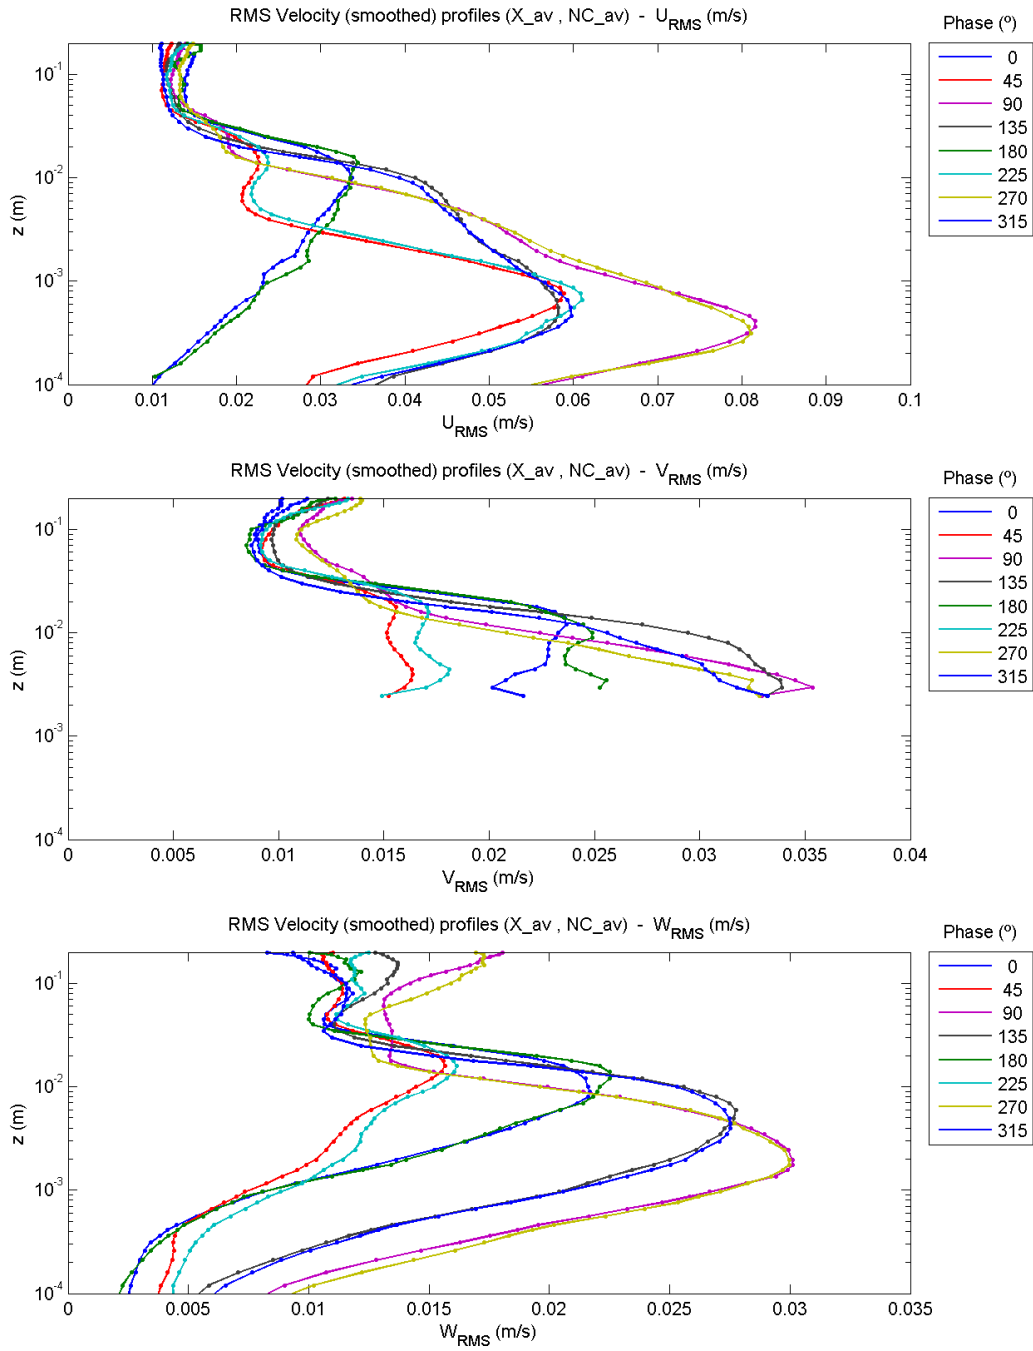 RMS Velocity (smoothed) profiles (X_av , NC_av) - U_RMS (m/s)
Phase (º)
0
45
90
135
180
225
270
315
10^-1
10^-2
10^-3
10^-4
z (m)
0 0.01 0.02 0.03 0.04 0.05 0.06 0.07 0.08 0.09 0.1
U_RMS (m/s)
RMS Velocity (smoothed) profiles (X_av , NC_av) - V_RMS (m/s)
Phase (º)
0
45
90
135
180
225
270
315
10^-1
10^-2
10^-3
10^-4
z (m)
0 0.005 0.01 0.015 0.02 0.025 0.03 0.035 0.04
V_RMS (m/s)
RMS Velocity (smoothed) profiles (X_av , NC_av) - W_RMS (m/s)
Phase (º)
0
45
90
135
180
225
270
315
10^-1
10^-2
10^-3
10^-4
z (m)
0 0.005 0.01 0.015 0.02 0.025 0.03 0.035
W_RMS (m/s)